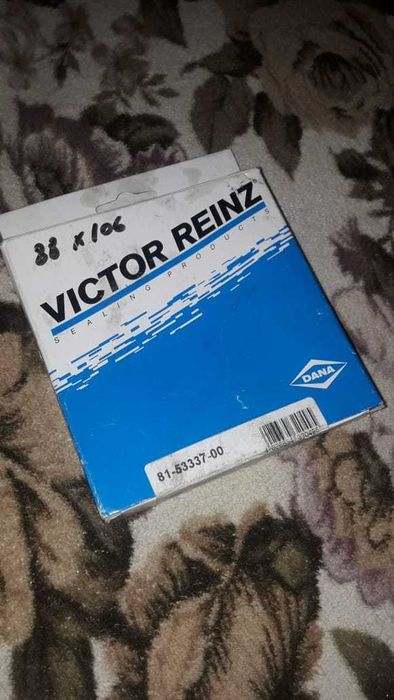 88 x 106
VICTOR REINZ®
SEALING PRODUCTS
DANA
81-53337-00